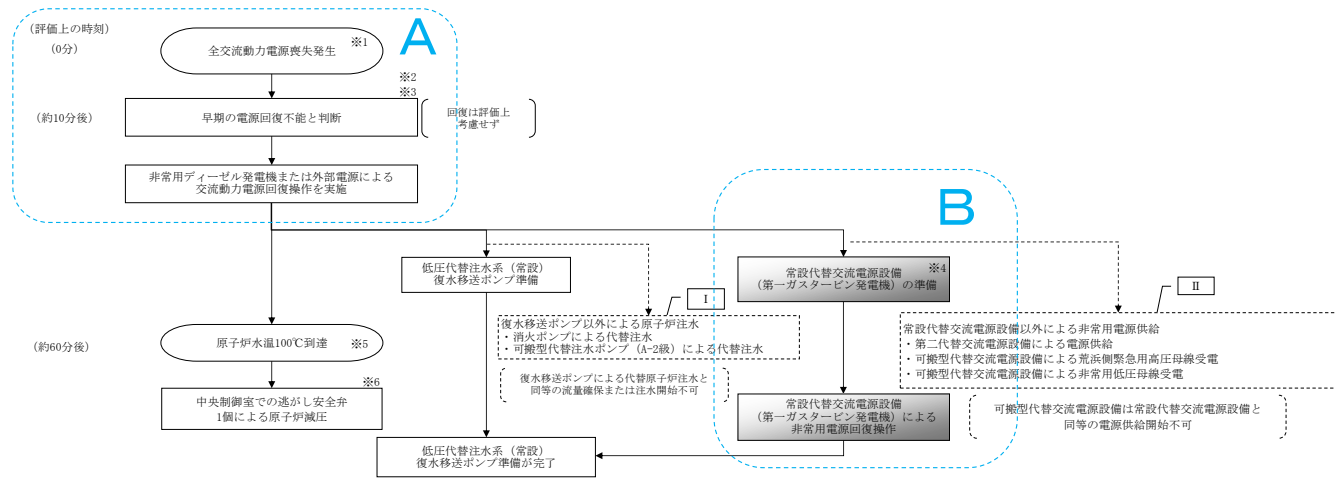 (評価上の時刻)
(0分)
全交流動力電源喪失発生
※1
A
※2
※3
(約10分後)
早期の電源回復不能と判断
回復は評価上
考慮せず
非常用ディーゼル発電機または外部電源による
交流動力電源回復操作を実施
B
低圧代替注水系(常設)
復水移送ポンプ準備
※4
常設代替交流電源設備
(第一ガスタービン発電機)の準備
I
II
復水移送ポンプ以外による原子炉注水
・消火ポンプによる代替注水
・可搬型代替注水ポンプ(A-2級)による代替注水
常設代替交流電源設備以外による非常用電源供給
・第二代替交流電源設備による電源供給
・可搬型代替交流電源設備による荒浜側緊急用高圧母線受電
・可搬型代替交流電源設備による非常用低圧母線受電
(約60分後)
原子炉水温100℃到達
※5
復水移送ポンプによる代替原子炉注水と
同等の流量確保または注水開始不可
※6
中央制御室での逃がし安全弁
1個による原子炉減圧
常設代替交流電源設備
(第一ガスタービン発電機)による
非常用電源回復操作
可搬型代替交流電源設備は常設代替交流電源設備と
同等の電源供給開始不可
低圧代替注水系(常設)
復水移送ポンプ準備が完了